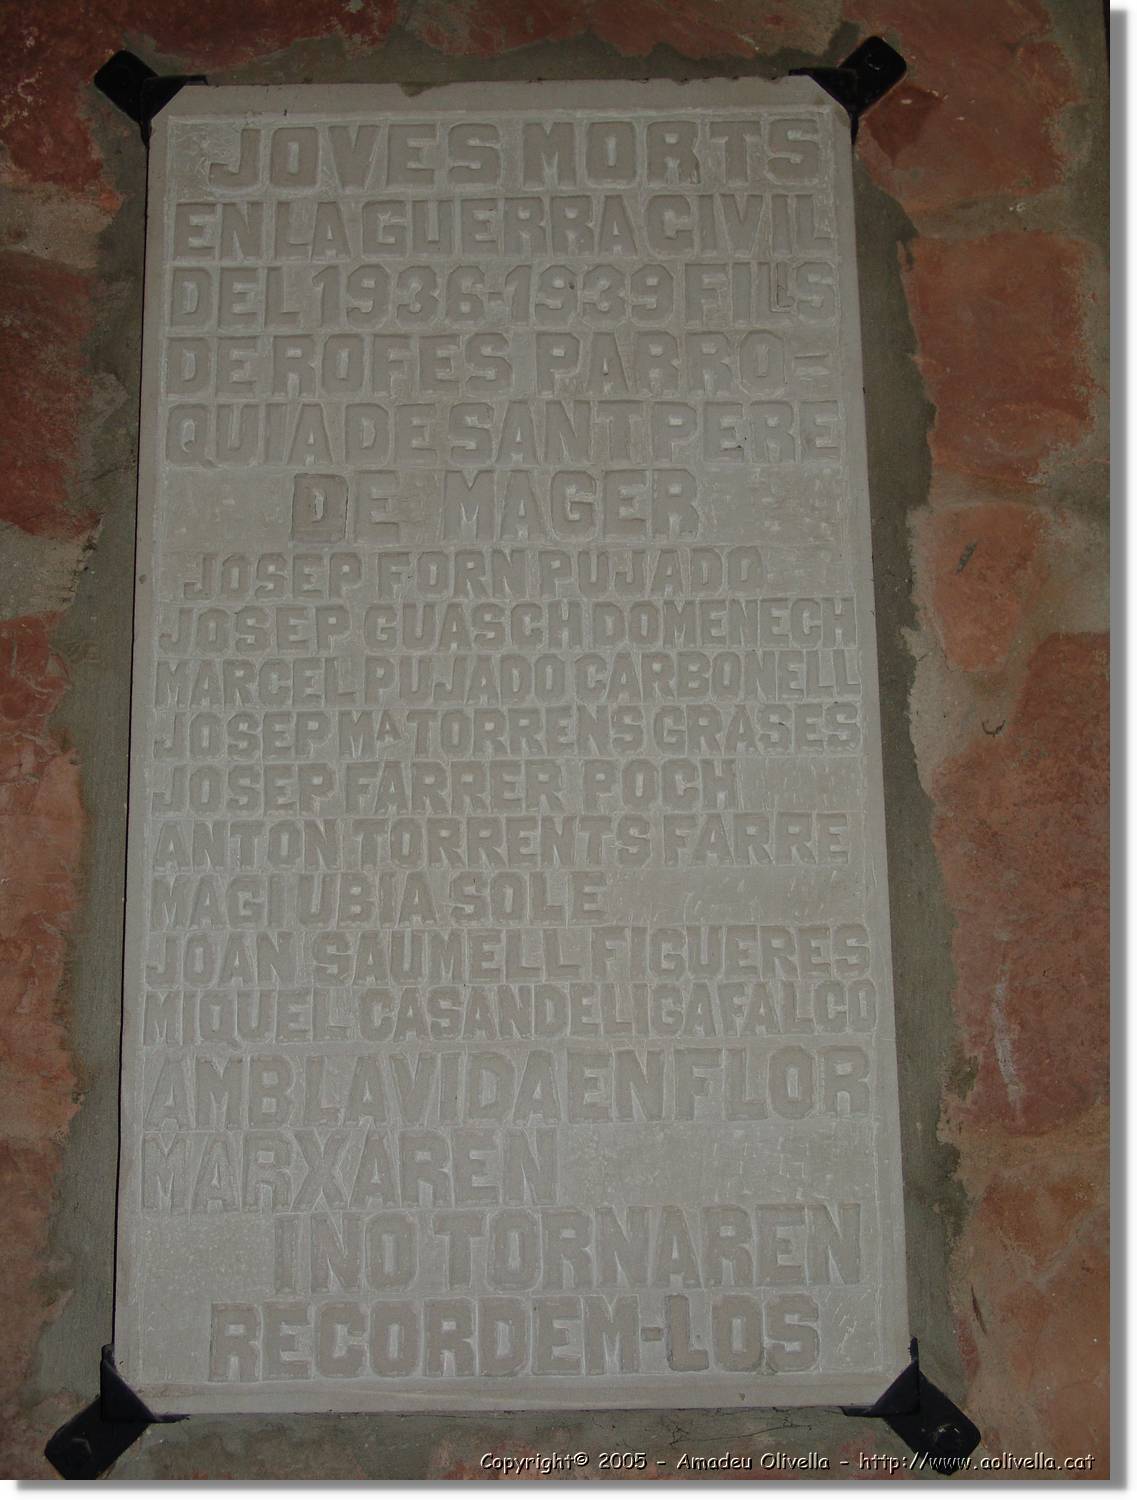 JOVES MORTS
EN LA GUERRA CIVIL
DEL 1936-1939 FILLS
DE ROFES PARRO=
QUIA DE SANT PERE
DE MAGER
JOSEP FORN PUJADO
JOSEP GUASCH DOMENECH
MARCEL PUJADO CARBONELL
JOSEP Mª TORRENS GRASES
JOSEP FARRER POCH
ANTON TORRENTS FARRE
MAGI UBIA SOLE
JOAN SAUMELL FIGUERES
MIQUEL CASANDELIGA FALCO
AMB LA VIDA EN FLOR
MARXAREN
I NO TORNAREN
RECORDEM-LOS
Copyright© 2005 - Amadeu Olivella - http://www.aolivella.cat